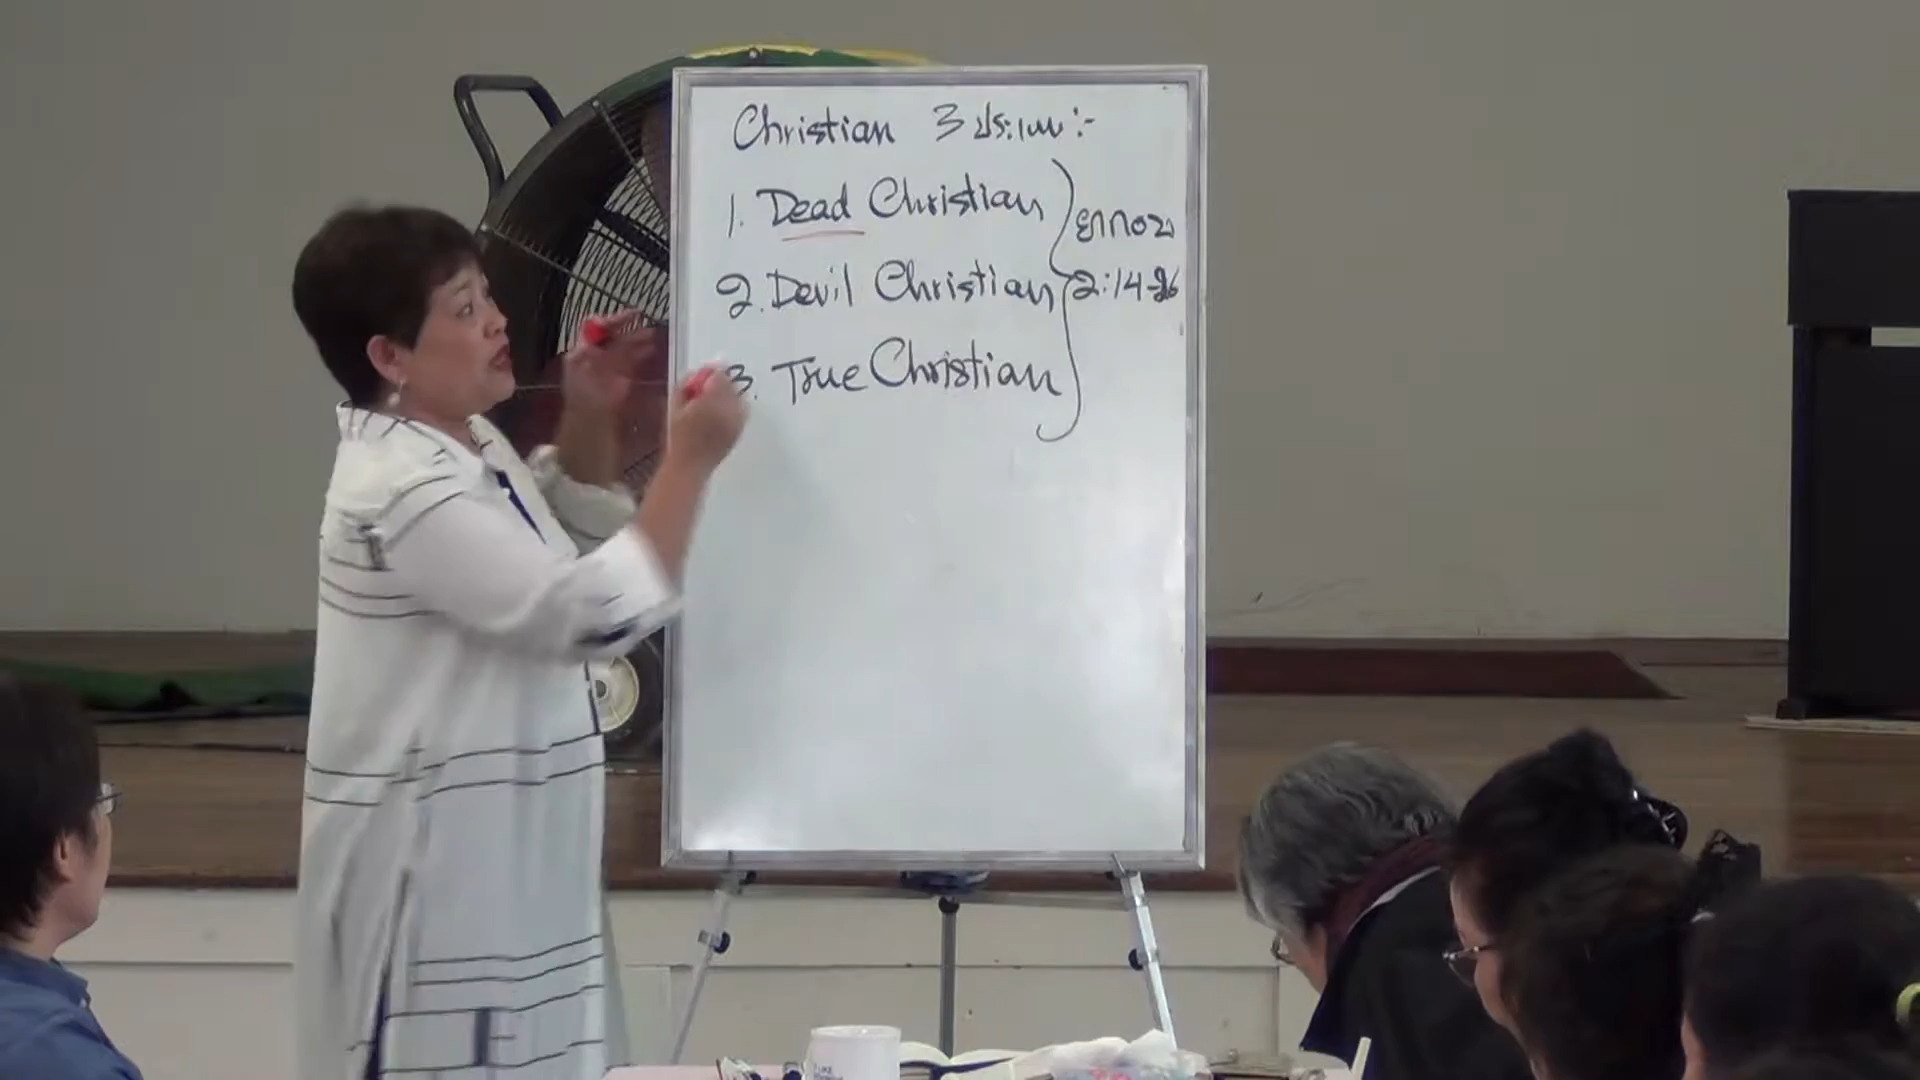 Christian 3 ประเภท :-
1. Dead Christian
2. Devil Christian
3. True Christian
ยากอบ
2:14-26